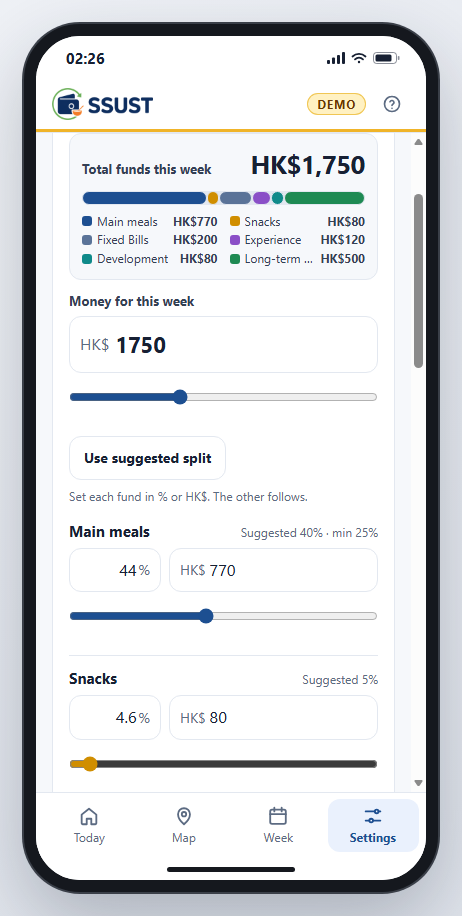 02:26
SSUST
DEMO
Total funds this week HK$1,750
Main meals HK$770 Snacks HK$80
Fixed Bills HK$200 Experience HK$120
Development HK$80 Long-term ... HK$500
Money for this week
HK$ 1750
Use suggested split
Set each fund in % or HK$. The other follows.
Main meals Suggested 40% · min 25%
44% HK$ 770
Snacks Suggested 5%
4.6% HK$ 80
Today Map Week Settings